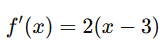 f′(x) = 2(x − 3)